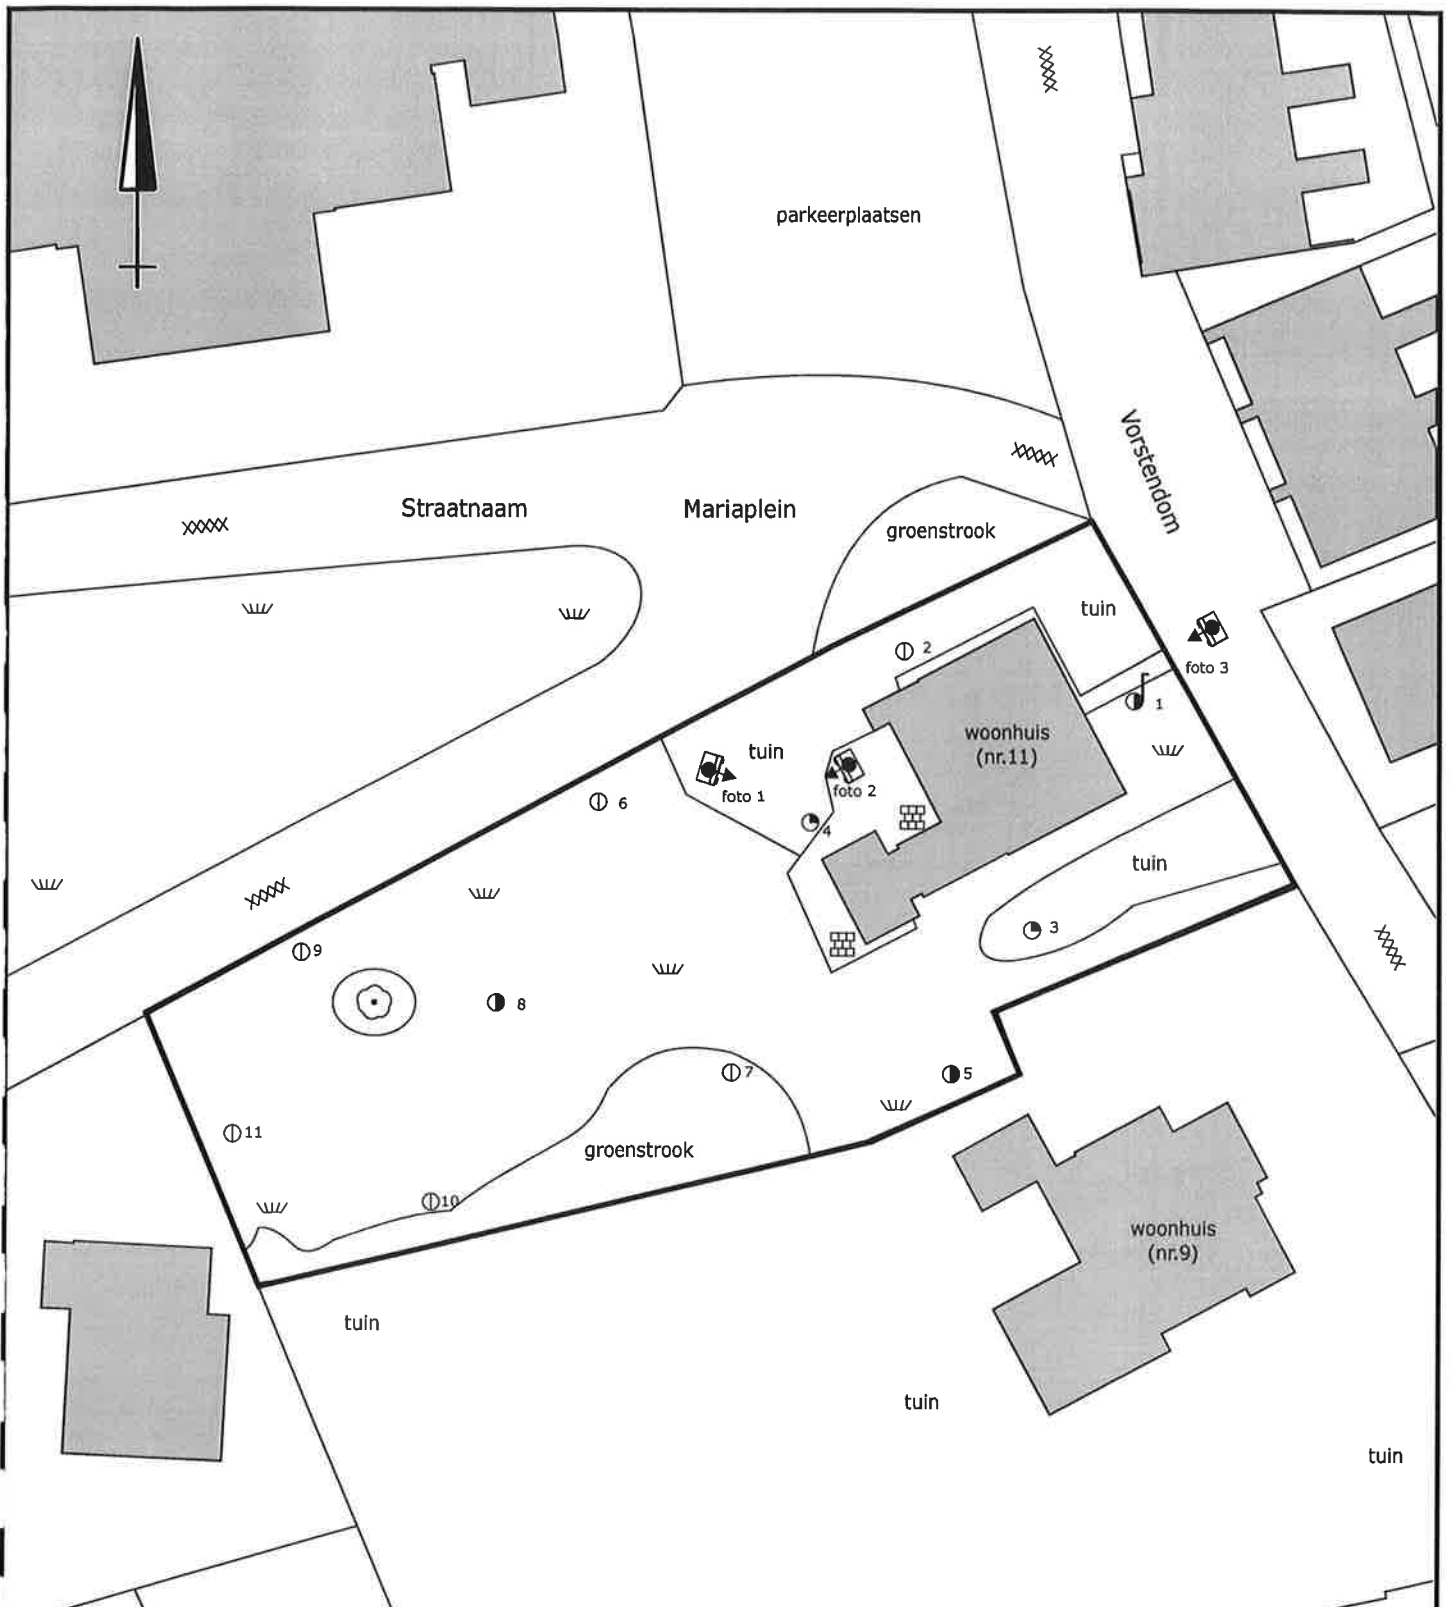 parkeerplaatsen
Vorstendom
Straatnaam
Mariaplein
groenstrook
tuin
2
foto 3
1
woonhuis
(nr.11)
tuin
foto 1
foto 2
6
4
tuin
3
9
8
7
5
11
groenstrook
10
woonhuis
(nr.9)
tuin
tuin
tuin